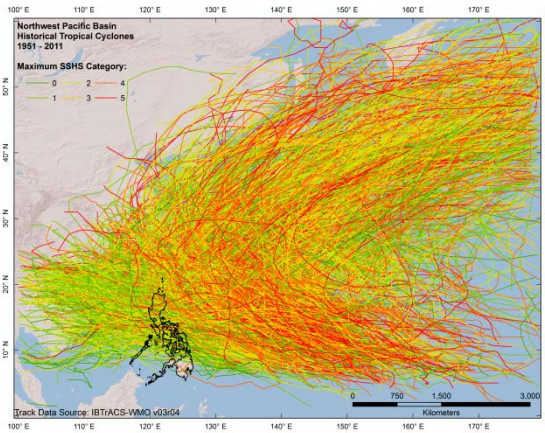 100° E 110° E 120° E 130° E 140° E 150° E 160° E 170° E
Northwest Pacific Basin
Historical Tropical Cyclones
1951 - 2011
Maximum SSHS Category:
0 2 4
1 3 5
50° N
40° N
30° N
20° N
10° N
0 750 1,500 3,000
Kilometers
Track Data Source: IBTrACS-WMO v03r04
100° E 110° E 120° E 130° E 140° E 150° E 160° E 170° E